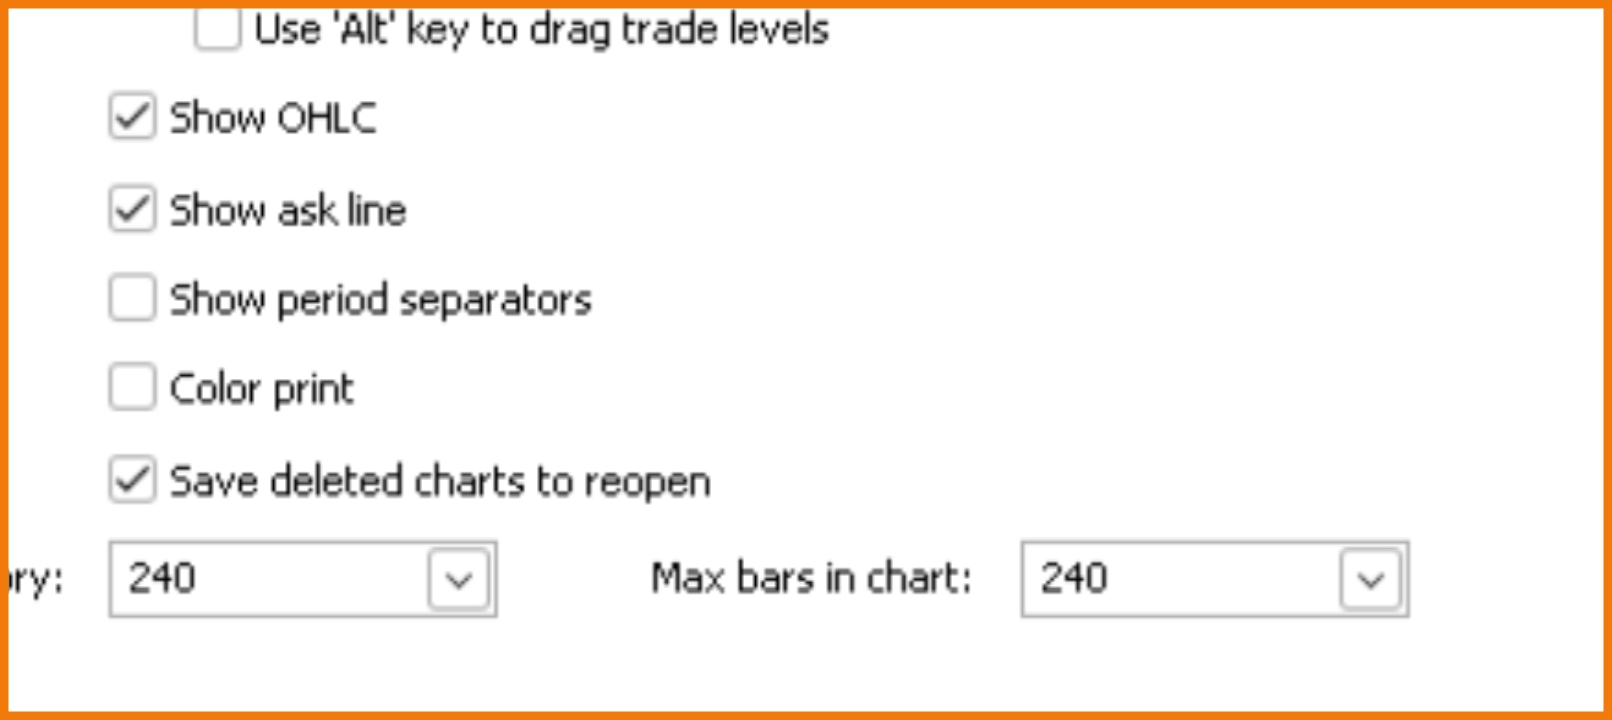 Use 'Alt' key to drag trade levels
Show OHLC
Show ask line
Show period separators
Color print
Save deleted charts to reopen
ry: 240 Max bars in chart: 240